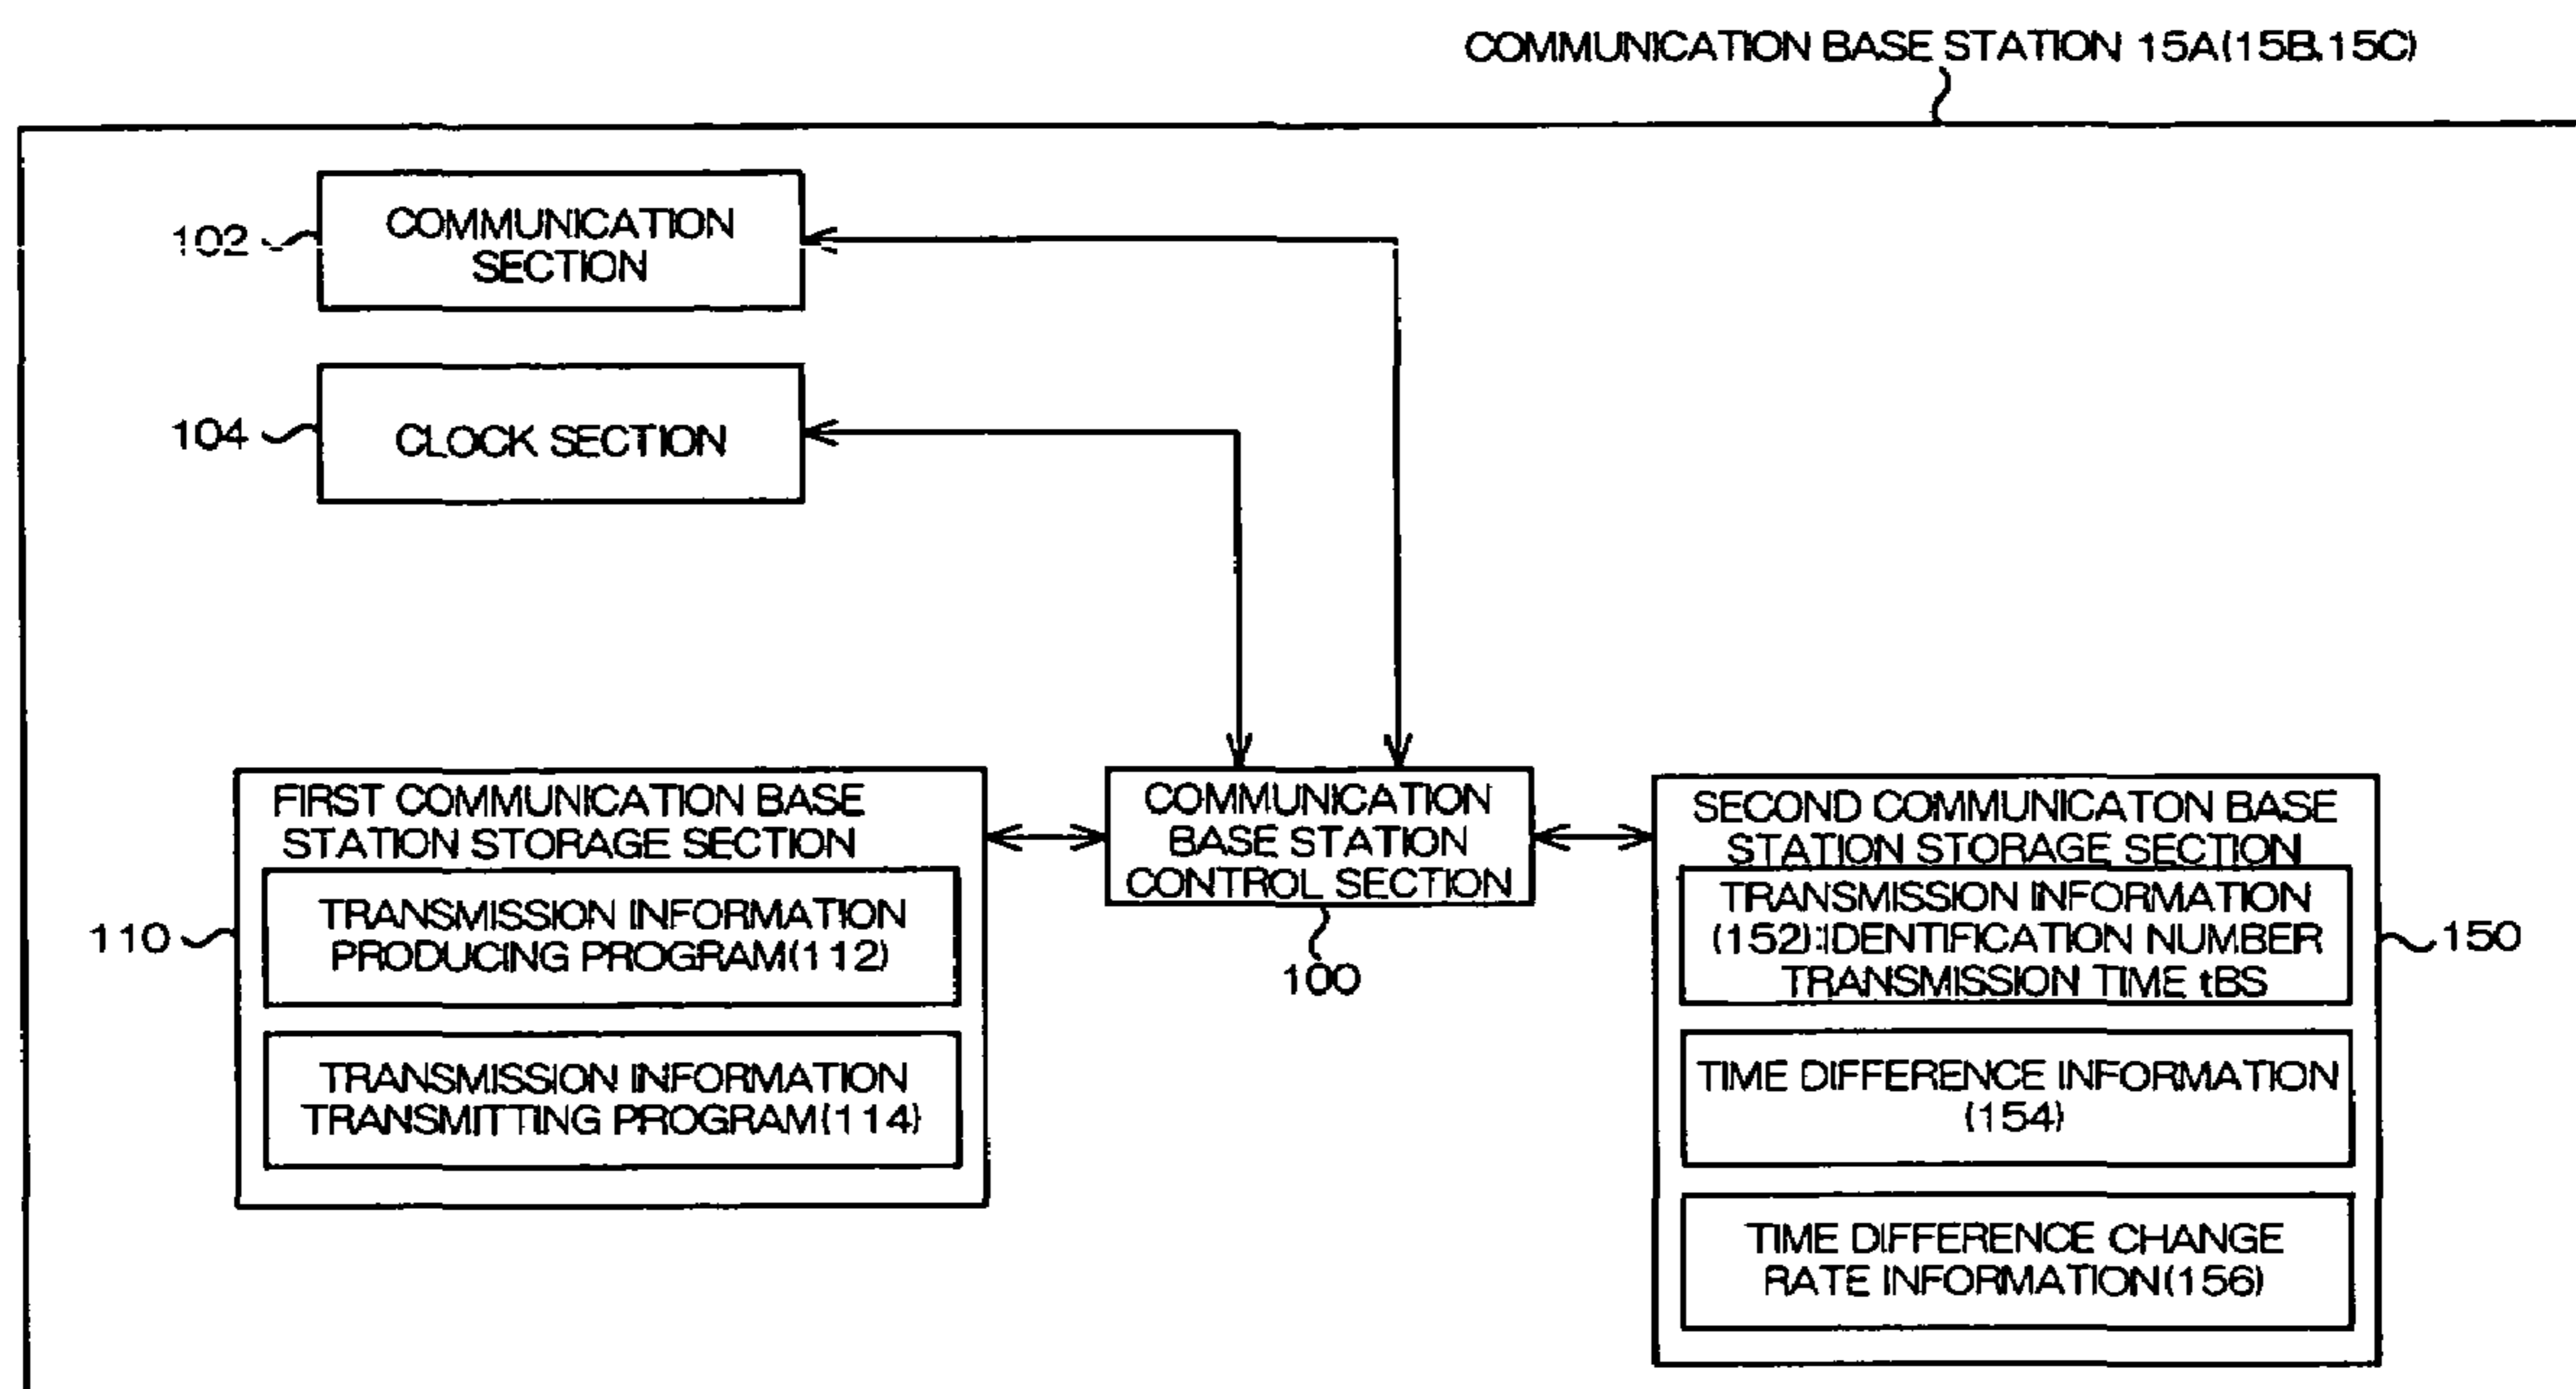 COMMUNICATION BASE STATION 15A(15B.15C)
102
COMMUNICATION
SECTION
104
CLOCK SECTION
FIRST COMMUNICATION BASE
STATION STORAGE SECTION
110
TRANSMISSION INFORMATION
PRODUCING PROGRAM(112)
TRANSMISSION INFORMATION
TRANSMITTING PROGRAM(114)
COMMUNICATION
BASE STATION
CONTROL SECTION
100
SECOND COMMUNICATON BASE
STATION STORAGE SECTION
TRANSMISSION INFORMATION
(152):IDENTIFICATION NUMBER
TRANSMISSION TIME tBS
150
TIME DIFFERENCE INFORMATION
(154)
TIME DIFFERENCE CHANGE
RATE INFORMATION(156)